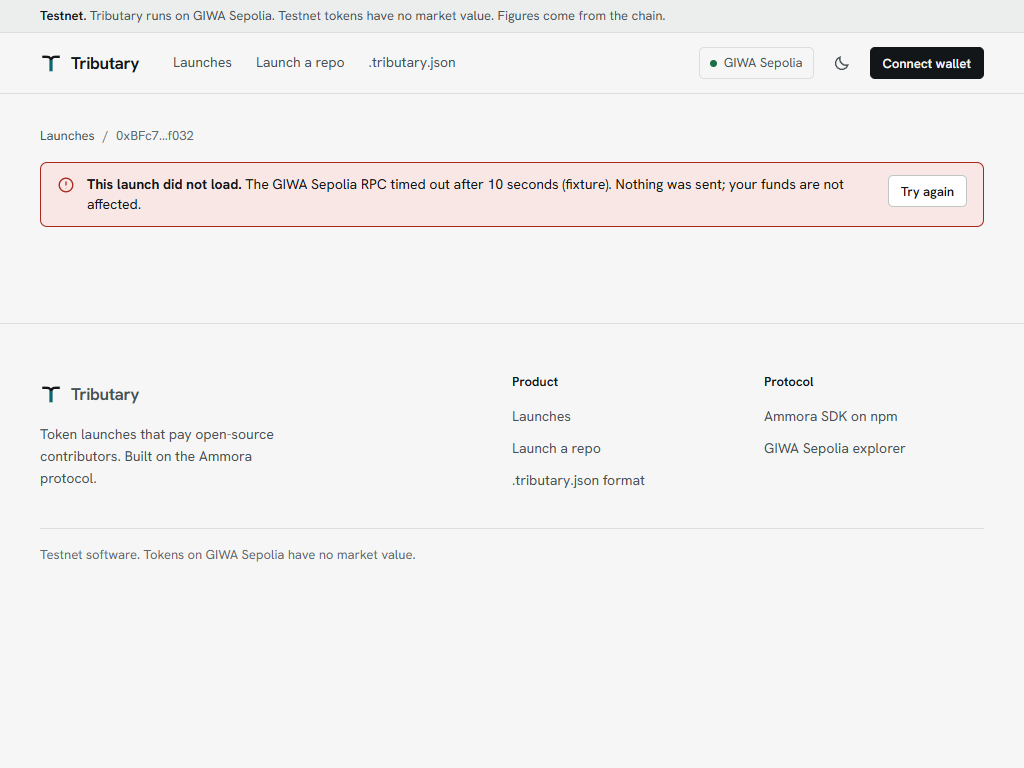 Testnet. Tributary runs on GIWA Sepolia. Testnet tokens have no market value. Figures come from the chain.
Tributary
Launches
Launch a repo
.tributary.json
GIWA Sepolia
Connect wallet
Launches / 0xBFc7…f032
This launch did not load. The GIWA Sepolia RPC timed out after 10 seconds (fixture). Nothing was sent; your funds are not
affected.
Try again
Tributary
Token launches that pay open-source
contributors. Built on the Ammora
protocol.
Product
Launches
Launch a repo
.tributary.json format
Protocol
Ammora SDK on npm
GIWA Sepolia explorer
Testnet software. Tokens on GIWA Sepolia have no market value.